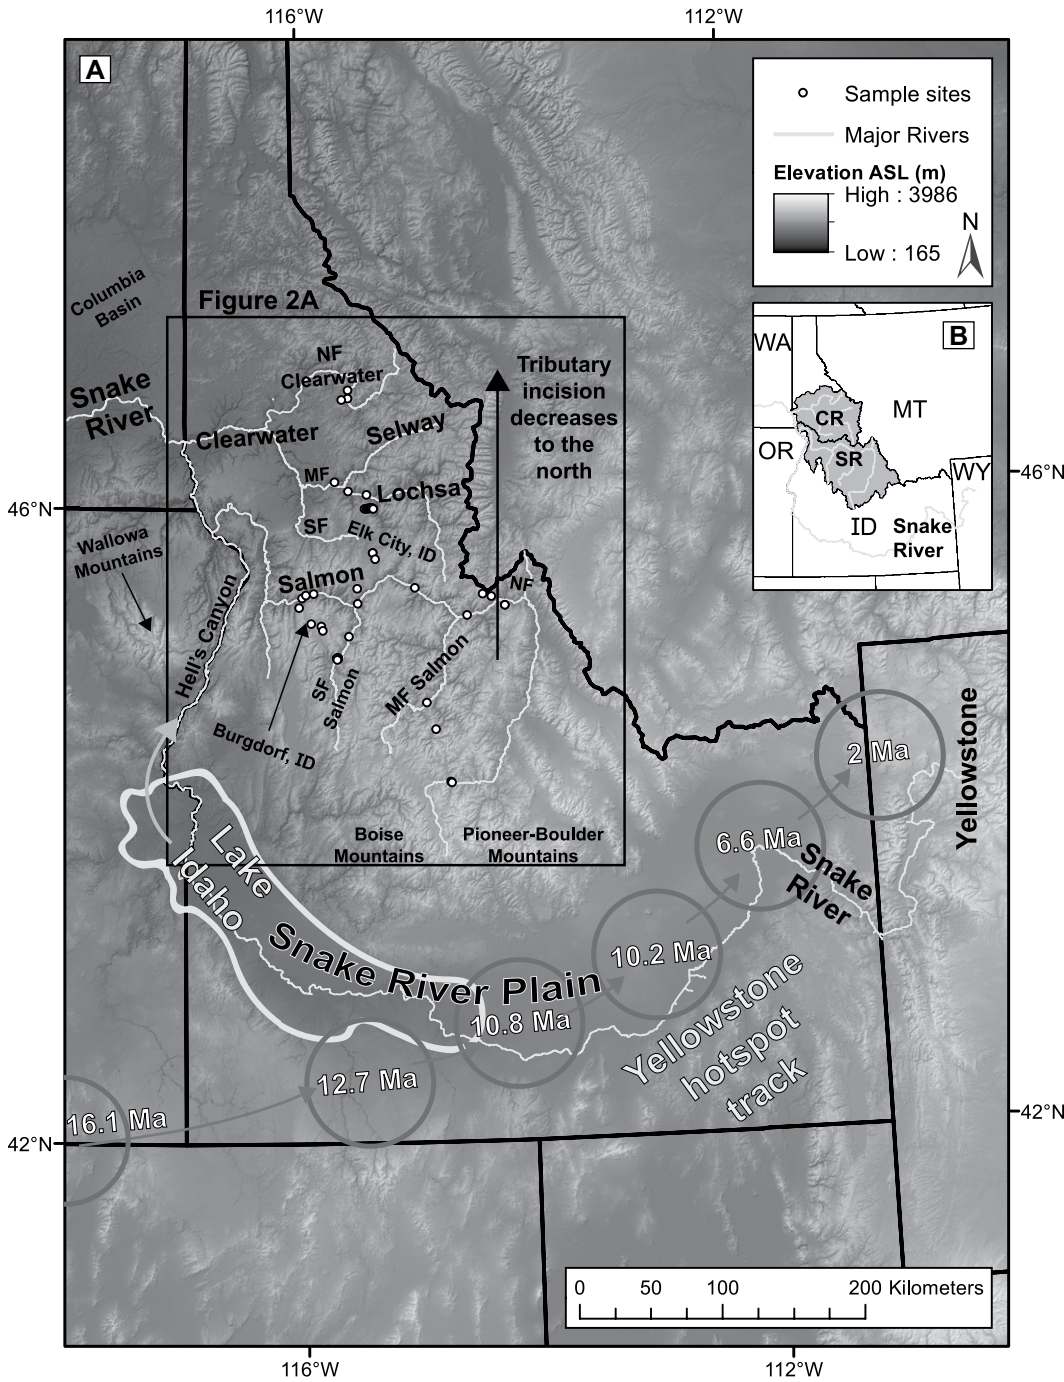 116°W
112°W
A
Sample sites
Major Rivers
Elevation ASL (m)
High : 3986
Low : 165
N
Columbia
Basin
Figure 2A
B
WA
MT
CR
OR
SR
WY
ID
Snake
River
NF
Clearwater
Tributary
incision
decreases
to the
north
Snake
River
Clearwater
Selway
MF
Lochsa
46°N
46°N
SF
Elk City, ID
Wallowa
Mountains
Salmon
NF
Hell's Canyon
SF
Salmon
MF Salmon
Burgdorf, ID
Yellowstone
2 Ma
Boise
Mountains
Pioneer-Boulder
Mountains
6.6 Ma
Lake
Idaho
Snake
River
10.2 Ma
Snake River Plain
10.8 Ma
Yellowstone
hotspot
track
12.7 Ma
16.1 Ma
42°N
42°N
0 50 100 200 Kilometers
116°W
112°W